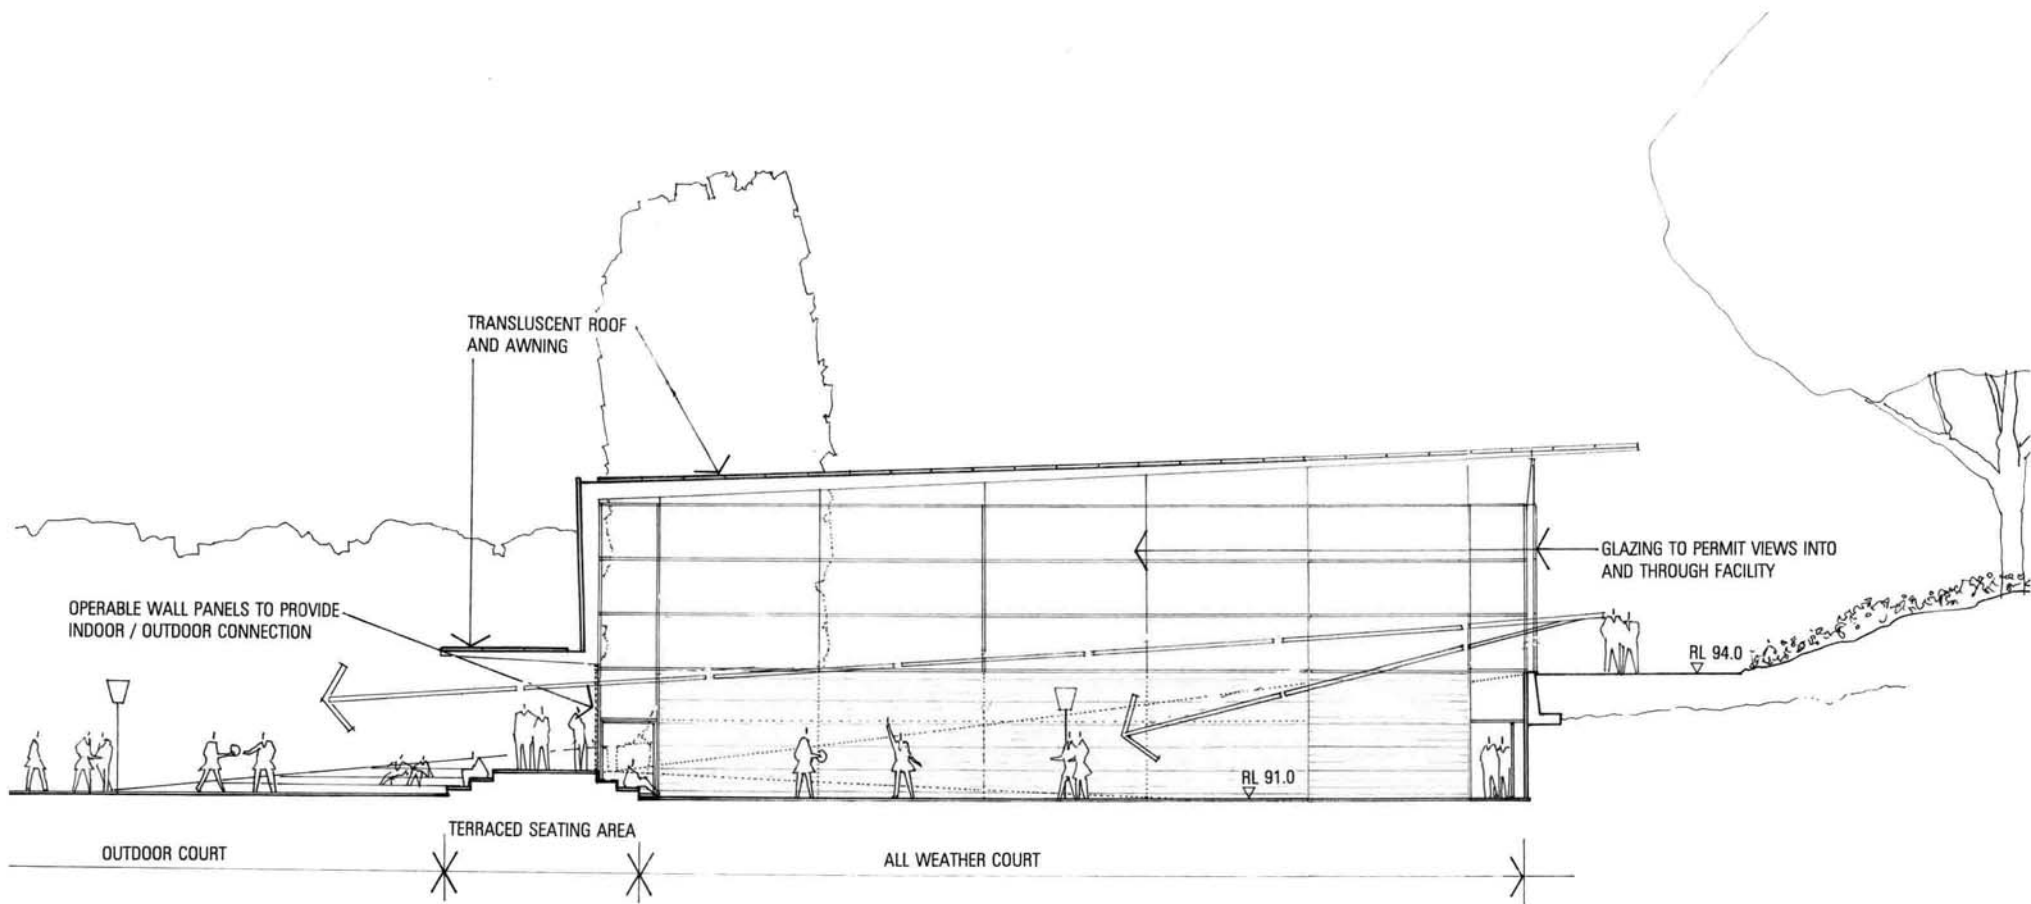 TRANSLUSCENT ROOF
AND AWNING
GLAZING TO PERMIT VIEWS INTO
AND THROUGH FACILITY
OPERABLE WALL PANELS TO PROVIDE
INDOOR / OUTDOOR CONNECTION
RL 94.0
RL 91.0
TERRACED SEATING AREA
OUTDOOR COURT
ALL WEATHER COURT